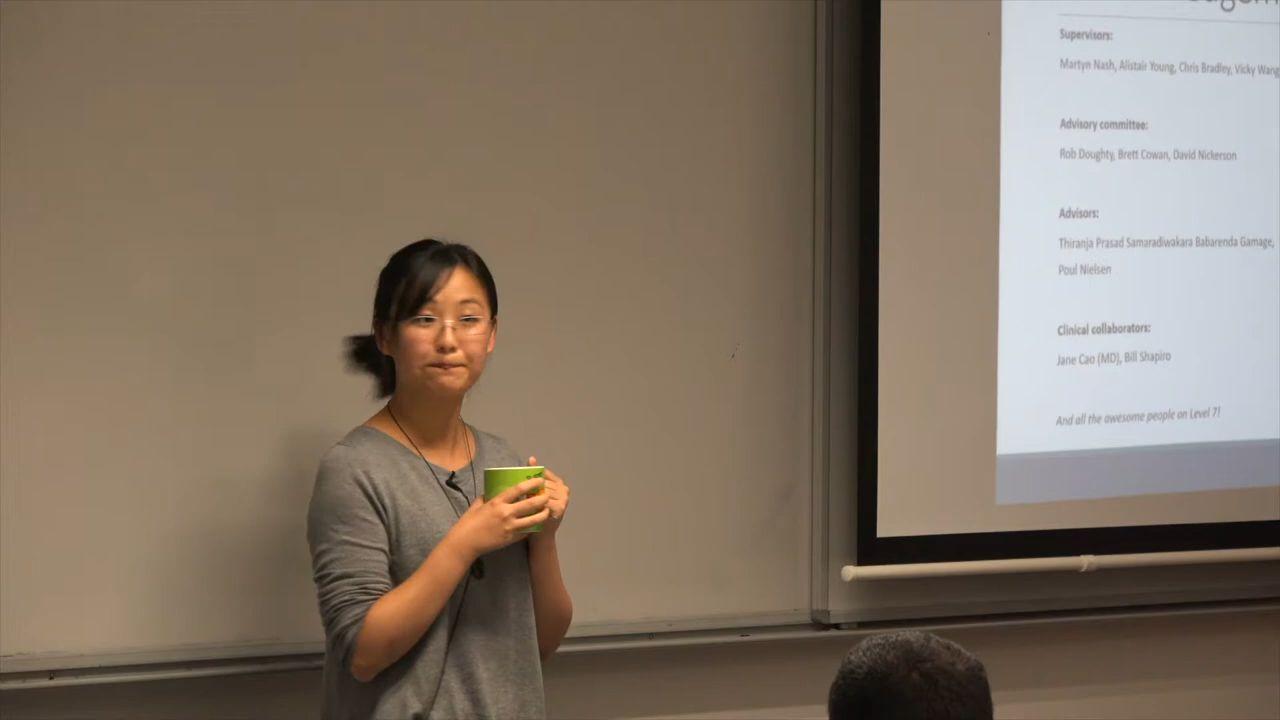 Supervisors:
Martyn Nash, Alistair Young, Chris Bradley, Vicky Wang
Advisory committee:
Rob Doughty, Brett Cowan, David Nickerson
Advisors:
Thiranja Prasad Samaradiwakara Babarenda Gamage,
Poul Nielsen
Clinical collaborators:
Jane Cao (MD), Bill Shapiro
And all the awesome people on Level 7!